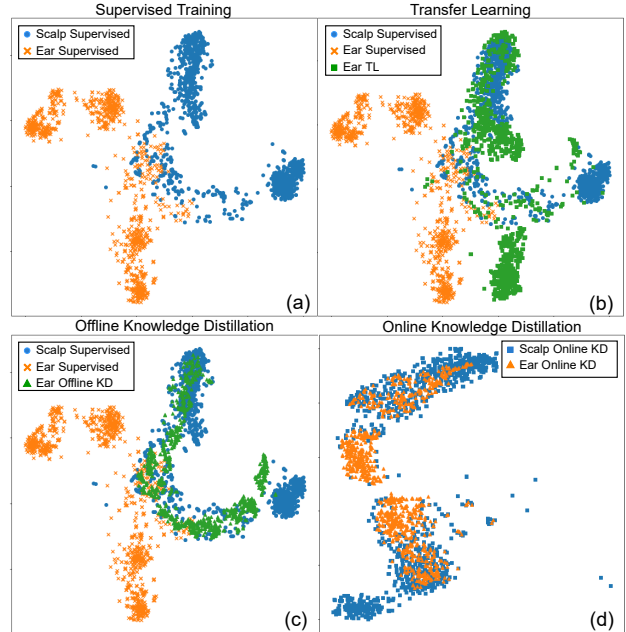 Supervised Training
Scalp Supervised
Ear Supervised
(a)
Transfer Learning
Scalp Supervised
Ear Supervised
Ear TL
(b)
Offline Knowledge Distillation
Scalp Supervised
Ear Supervised
Ear Offline KD
(c)
Online Knowledge Distillation
Scalp Online KD
Ear Online KD
(d)